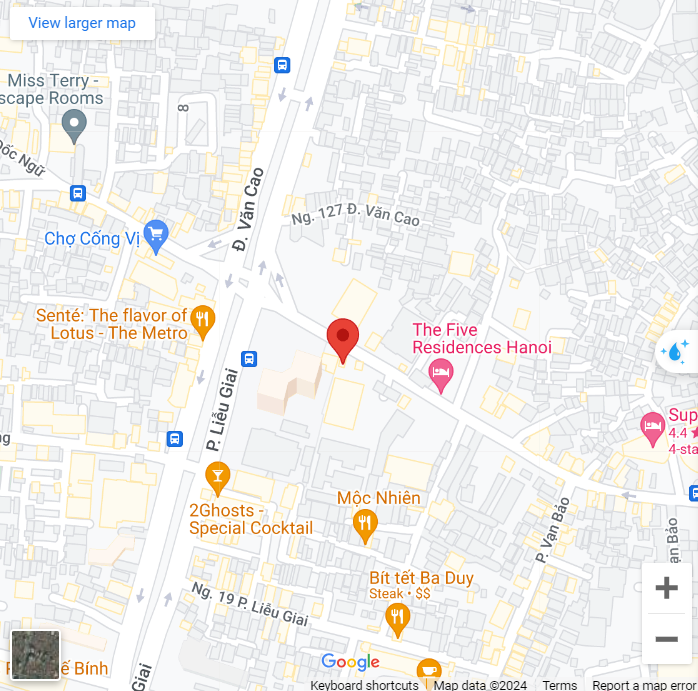 View larger map
Miss Terry -
scape Rooms
8
Dốc Ngữ
Đ. Văn Cao
Ng. 127 Đ. Văn Cao
Chợ Cống Vị
Senté: The flavor of
Lotus - The Metro
The Five
Residences Hanoi
P. Liễu Giai
Sup
4.4
4-sta
ng
2Ghosts -
Special Cocktail
Mộc Nhiên
P. Vạn Bảo
ạn Bảo
Bít tết Ba Duy
Steak • $$
Ng. 19 P. Liễu Giai
P
ế Bính
Giai
Google
Keyboard shortcuts
Map data ©2024
Terms
Report a map error